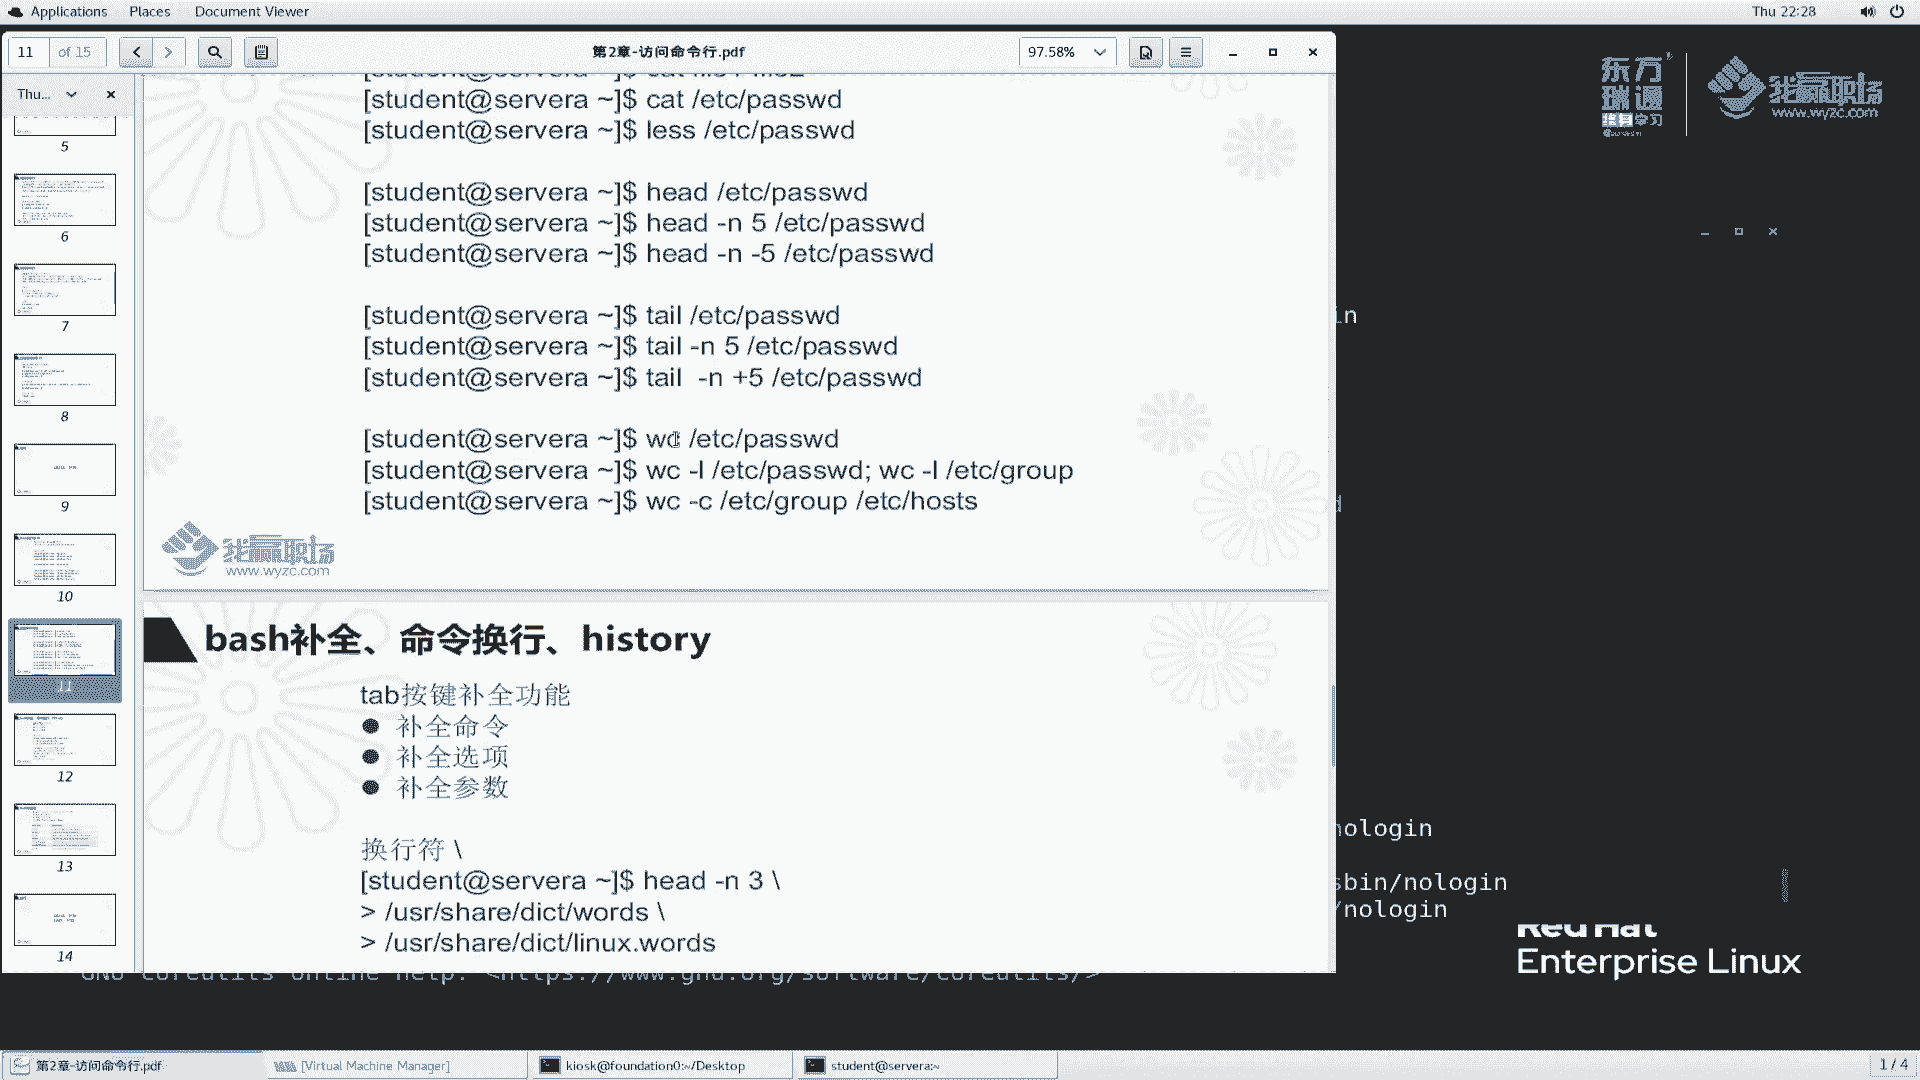 Applications Places Document Viewer Thu 22:28
11 of 15 第2章-访问命令行.pdf 97.58%
Thu...
5
6
7
8
9
10
11
12
13
14
[student@servera ~]$ cat /etc/passwd
[student@servera ~]$ less /etc/passwd
[student@servera ~]$ head /etc/passwd
[student@servera ~]$ head -n 5 /etc/passwd
[student@servera ~]$ head -n -5 /etc/passwd
[student@servera ~]$ tail /etc/passwd
[student@servera ~]$ tail -n 5 /etc/passwd
[student@servera ~]$ tail  -n +5 /etc/passwd
[student@servera ~]$ wc /etc/passwd
[student@servera ~]$ wc -l /etc/passwd; wc -l /etc/group
[student@servera ~]$ wc -c /etc/group /etc/hosts
我赢职场
www.wyzc.com
bash补全、命令换行、history
tab按键补全功能
● 补全命令
● 补全选项
● 补全参数
换行符 \
[student@servera ~]$ head -n 3 \
> /usr/share/dict/words \
> /usr/share/dict/linux.words
东方
瑞通
我赢职场
www.wyzc.com
in
nologin
sbin/nologin
/nologin
Red Hat
Enterprise Linux
GNU coreutils online help: <https://www.gnu.org/software/coreutils/>
第2章-访问命令行.pdf [Virtual Machine Manager] kiosk@foundation0:~/Desktop student@servera:~ 1 / 4